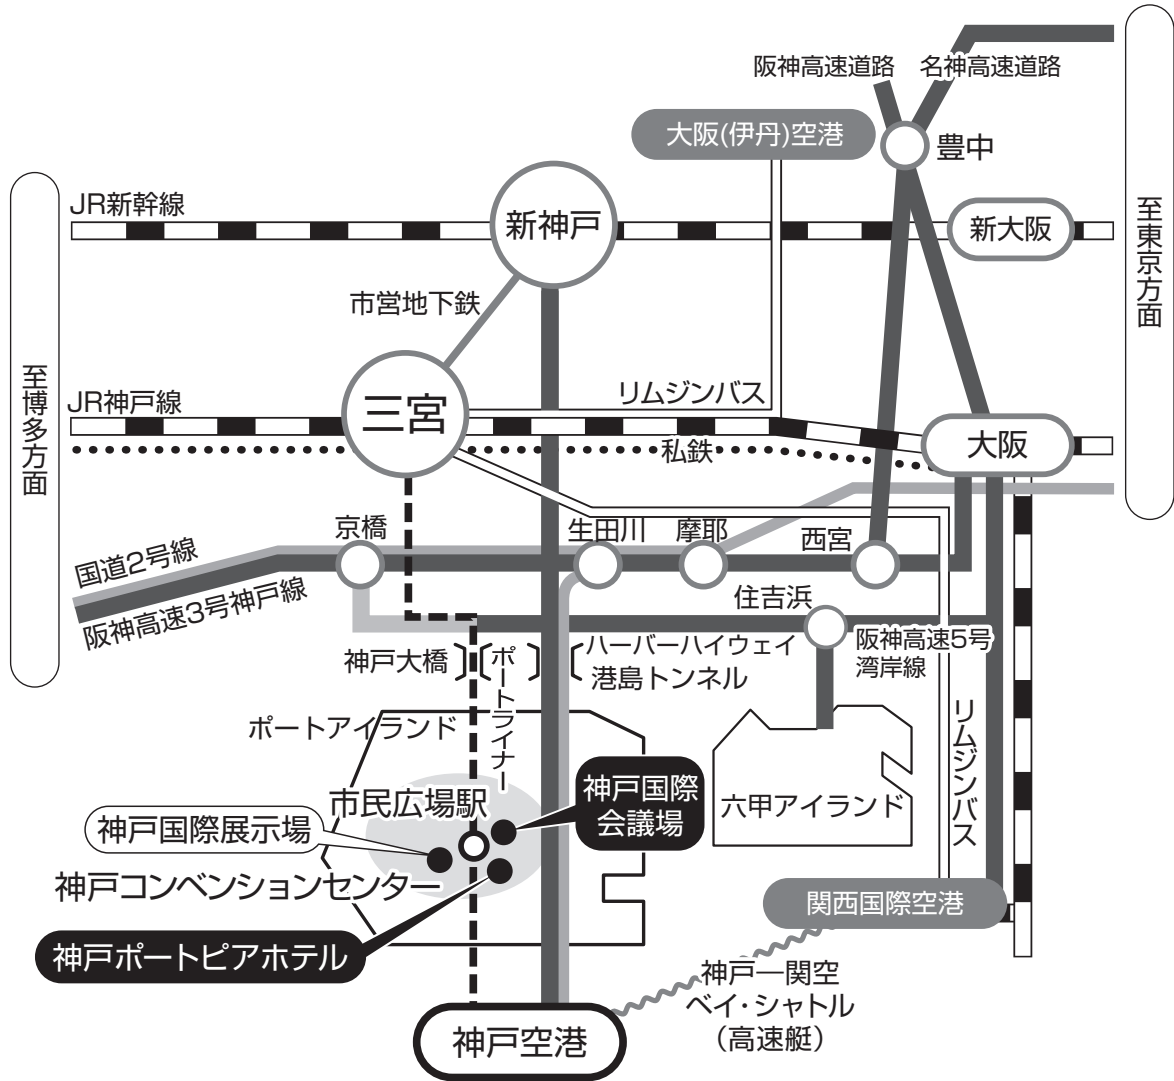 阪神高速道路
名神高速道路
大阪(伊丹)空港
豊中
至東京方面
JR新幹線
新神戸
新大阪
市営地下鉄
至博多方面
JR神戸線
三宮
リムジンバス
私鉄
大阪
国道2号線
阪神高速3号神戸線
京橋
生田川
摩耶
西宮
住吉浜
阪神高速5号
湾岸線
神戸大橋
ポートライナー
ハーバーハイウェイ
港島トンネル
リムジンバス
ポートアイランド
市民広場駅
神戸国際
会議場
六甲アイランド
神戸国際展示場
神戸コンベンションセンター
関西国際空港
神戸ポートピアホテル
神戸―関空
ベイ・シャトル
(高速艇)
神戸空港